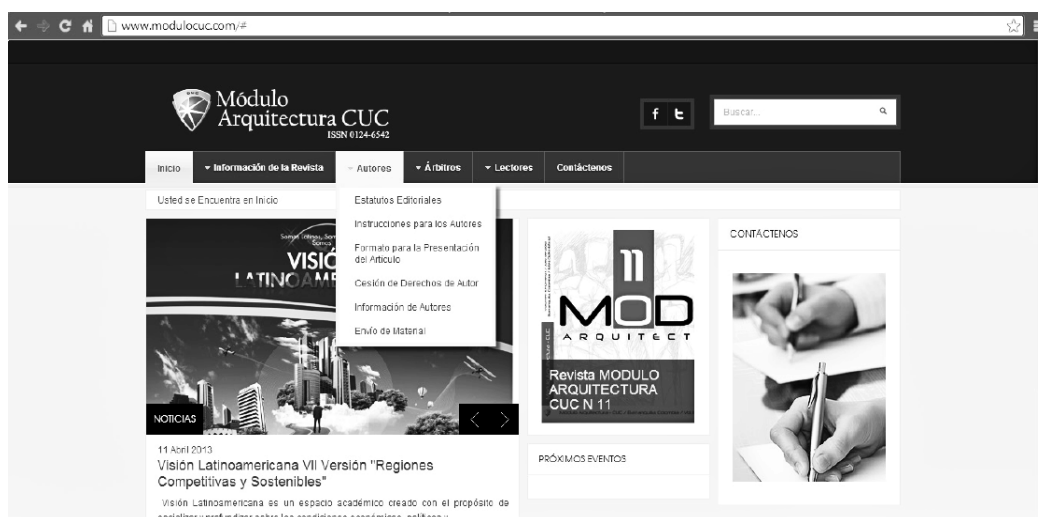 www.modulocuc.com/#
Módulo
Arquitectura CUC
ISSN 0124-6542
f t
Buscar...
Inicio Información de la Revista Autores Árbitros Lectores Contáctenos
Usted se Encuentra en Inicio
Estatutos Editoriales
Instrucciones para los Autores
Formato para la Presentación
del Artículo
Cesión de Derechos de Autor
Información de Autores
Envío de Material
VISIÓ
LATINOAM
NOTICIAS
11 Abril 2013
Visión Latinoamericana VII Versión "Regiones
Competitivas y Sostenibles"
Visión Latinoamericana es un espacio académico creado con el propósito de
11
MOD
ARQUITECT
Revista MODULO
ARQUITECTURA
CUC N 11
PRÓXIMOS EVENTOS
CONTÁCTENOS